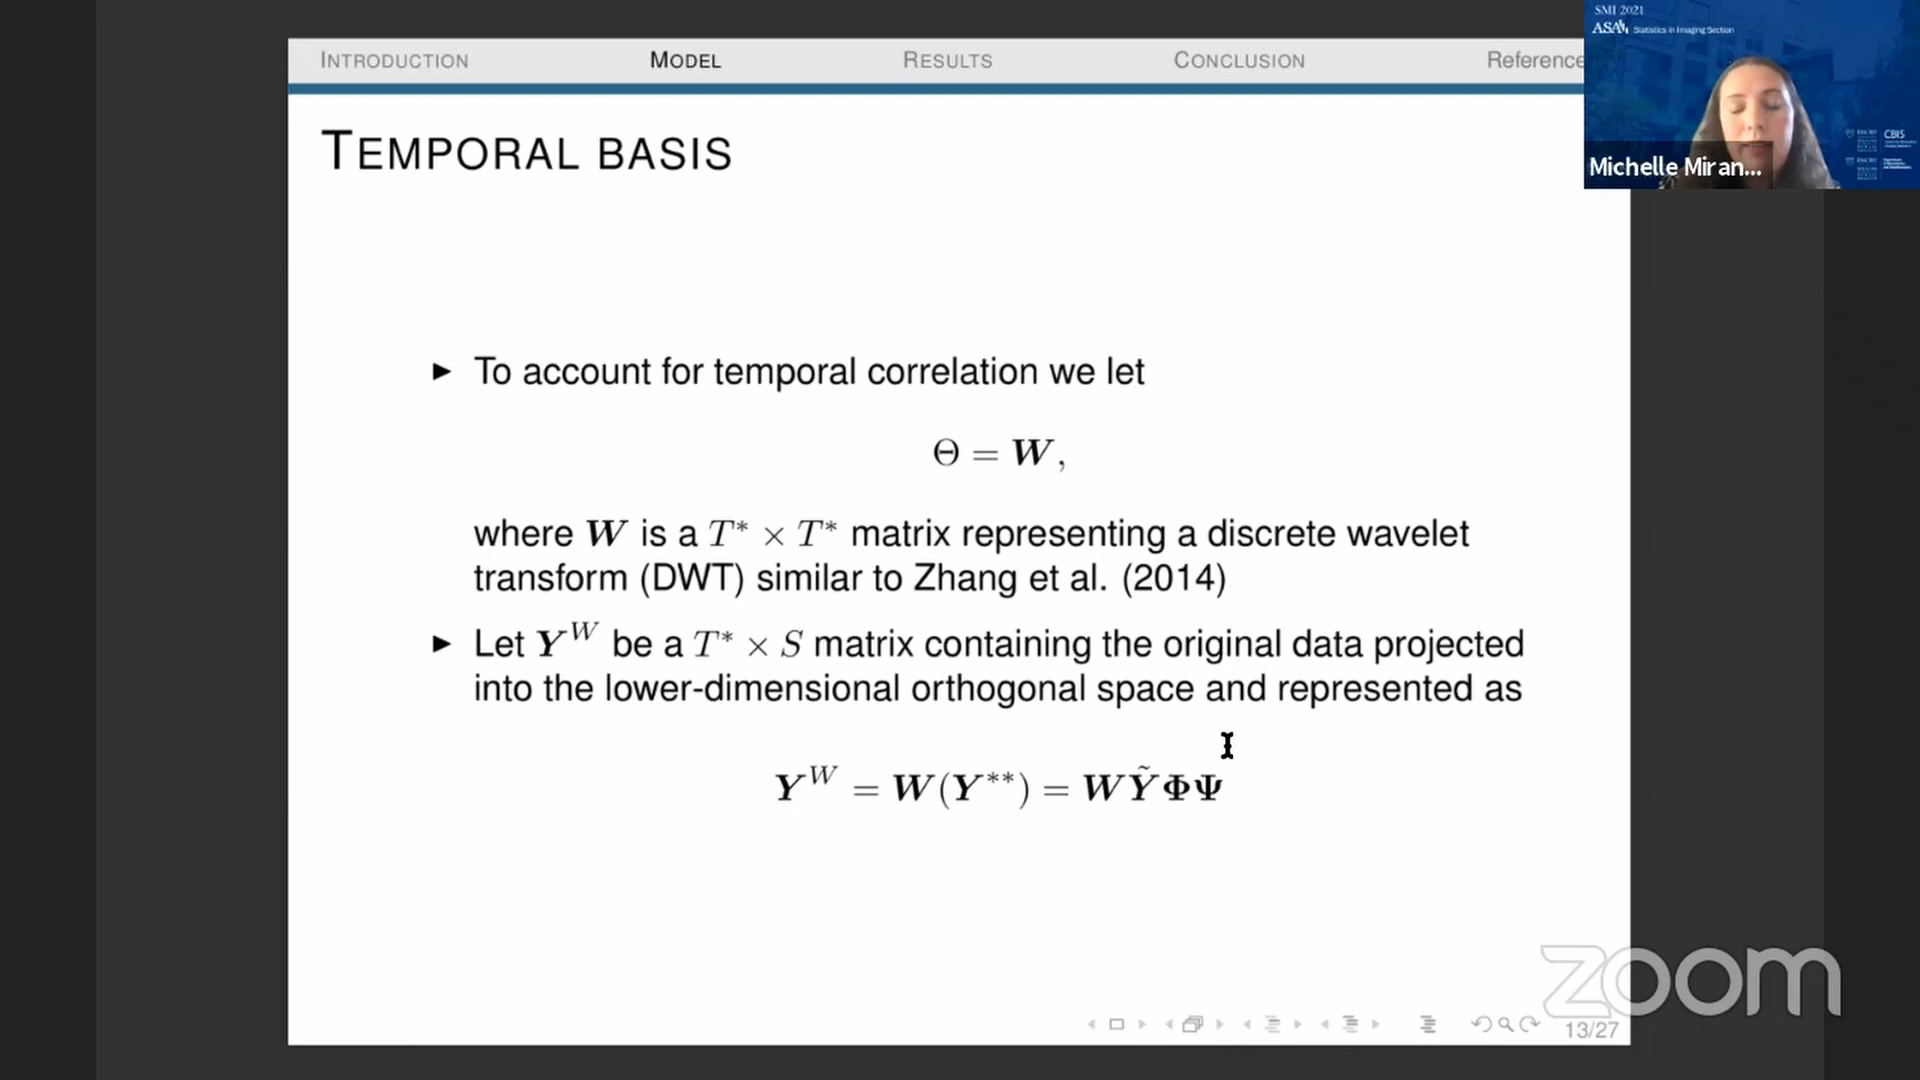 INTRODUCTION MODEL RESULTS CONCLUSION Reference
SMI 2021
ASA Statistics in Imaging Section
CBIS
Michelle Miran...
TEMPORAL BASIS
► To account for temporal correlation we let
Θ = W,
where W is a T* × T* matrix representing a discrete wavelet
transform (DWT) similar to Zhang et al. (2014)
► Let Y^W be a T* × S matrix containing the original data projected
into the lower-dimensional orthogonal space and represented as
Y^W = W(Y**) = WỸΦΨ
zoom
13/27